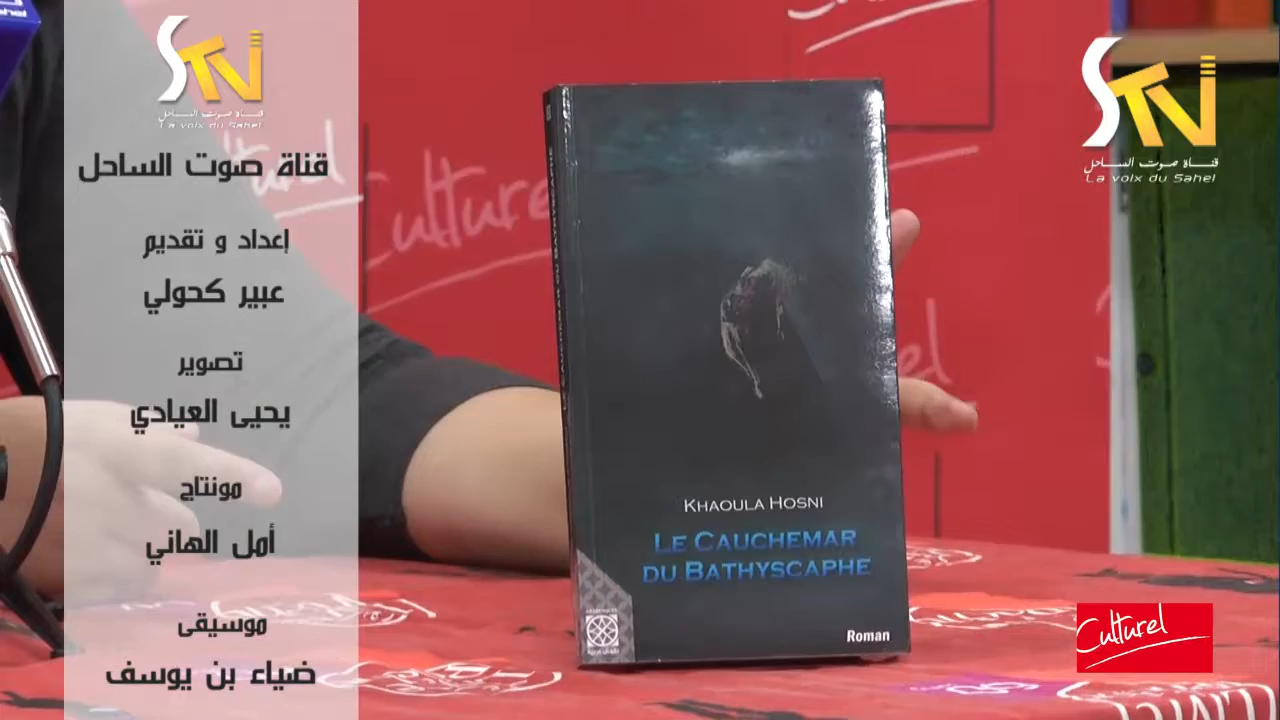 STV
قناة صوت الساحل
La voix du Sahel
قناة صوت الساحل
إعداد و تقديم
عبير كحولي
تصوير
يحيى العيادي
مونتاج
أمل الهاني
موسيقى
ضياء بن يوسف
Culturel
KHAOULA HOSNI
LE CAUCHEMAR
DU BATHYSCAPHE
Roman
STV
قناة صوت الساحل
La voix du Sahel
Culturel